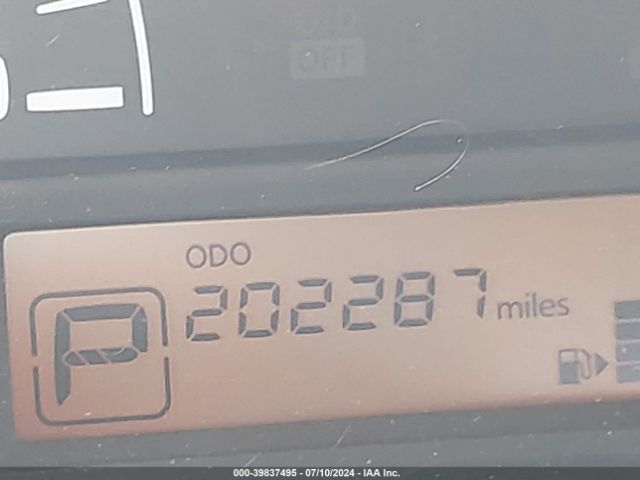 OFF
ODO
202287 miles
P
000-39837495 - 07/10/2024 - IAA Inc.